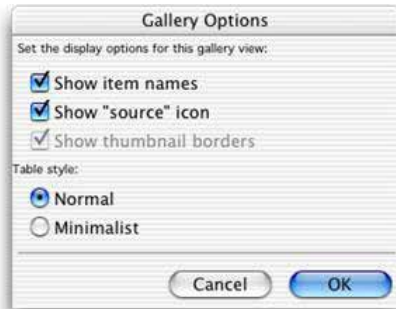 Gallery Options
Set the display options for this gallery view:
Show item names
Show "source" icon
Show thumbnail borders
Table style:
Normal
Minimalist
Cancel OK